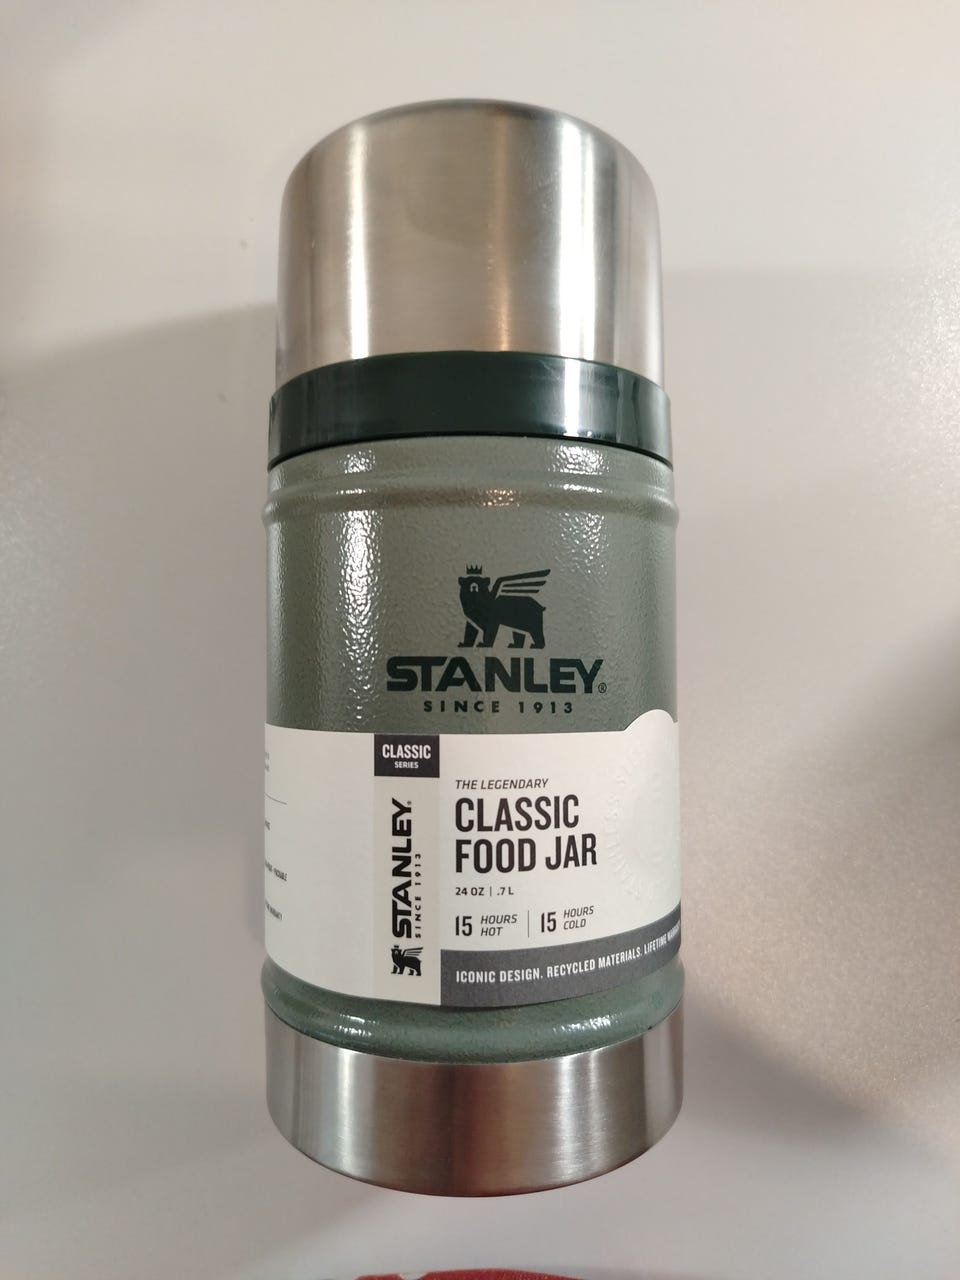 STANLEY®
SINCE 1913
CLASSIC
SERIES
STANLEY®
SINCE 1913
THE LEGENDARY
CLASSIC
FOOD JAR
24 OZ | .7 L
15 HOURS HOT | 15 HOURS COLD
ICONIC DESIGN. RECYCLED MATERIALS. LIFETIME